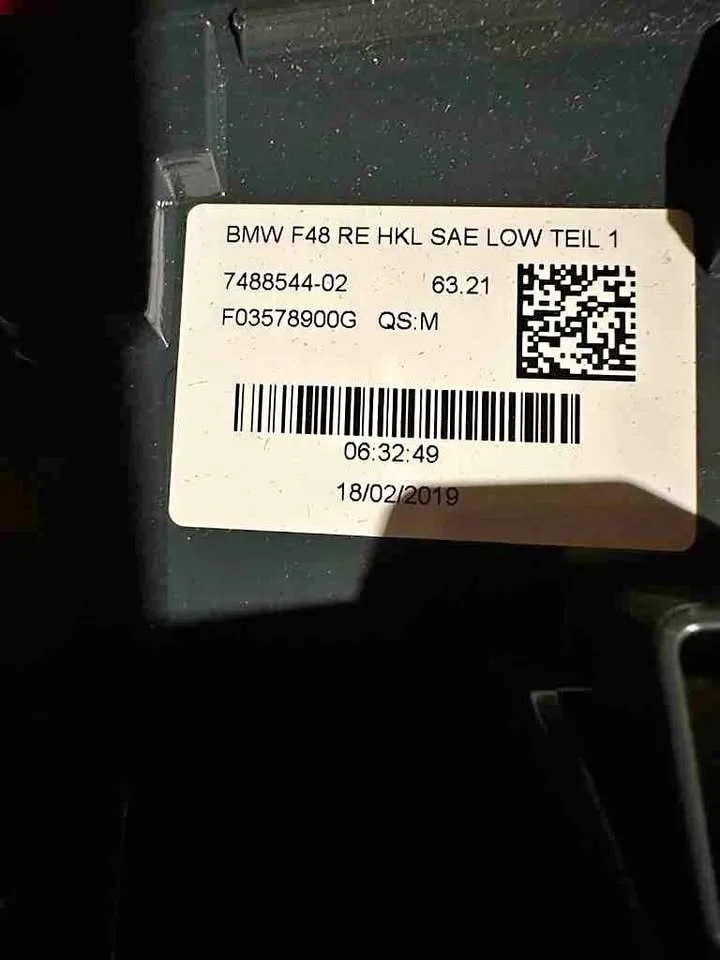 BMW F48 RE HKL SAE LOW TEIL 1
7488544-02 63.21
F03578900G QS:M
06:32:49
18/02/2019